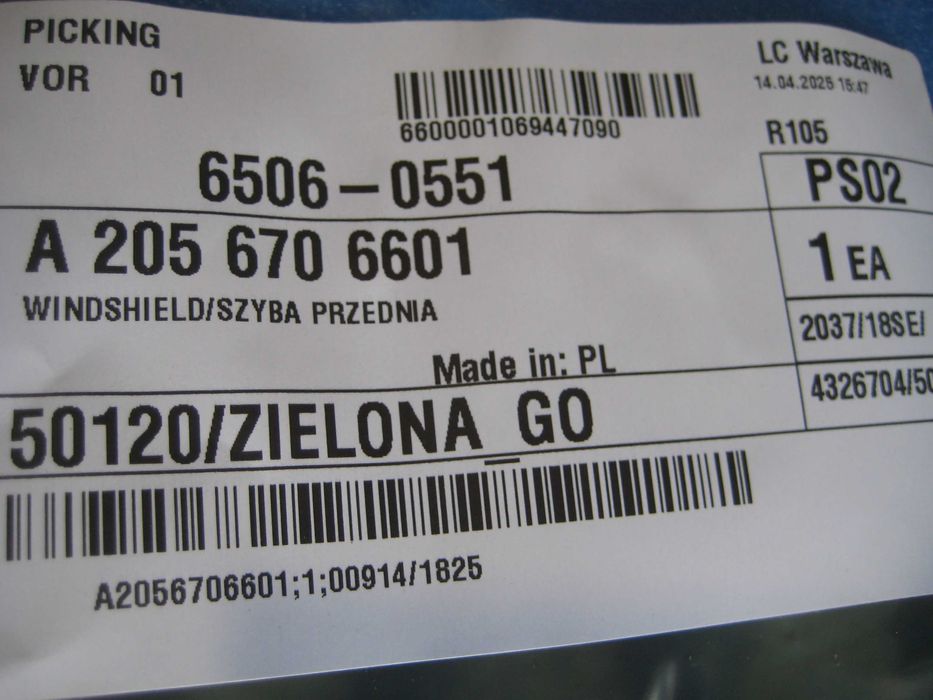 PICKING
LC Warszawa
VOR 01
14.04.2025 15:47
6600001069447090
R105
6506-0551
PS02
A 205 670 6601
1 EA
WINDSHIELD/SZYBA PRZEDNIA
2037/18SE/
Made in: PL
4326704/50
50120/ZIELONA_GO
A2056706601;1;00914/1825